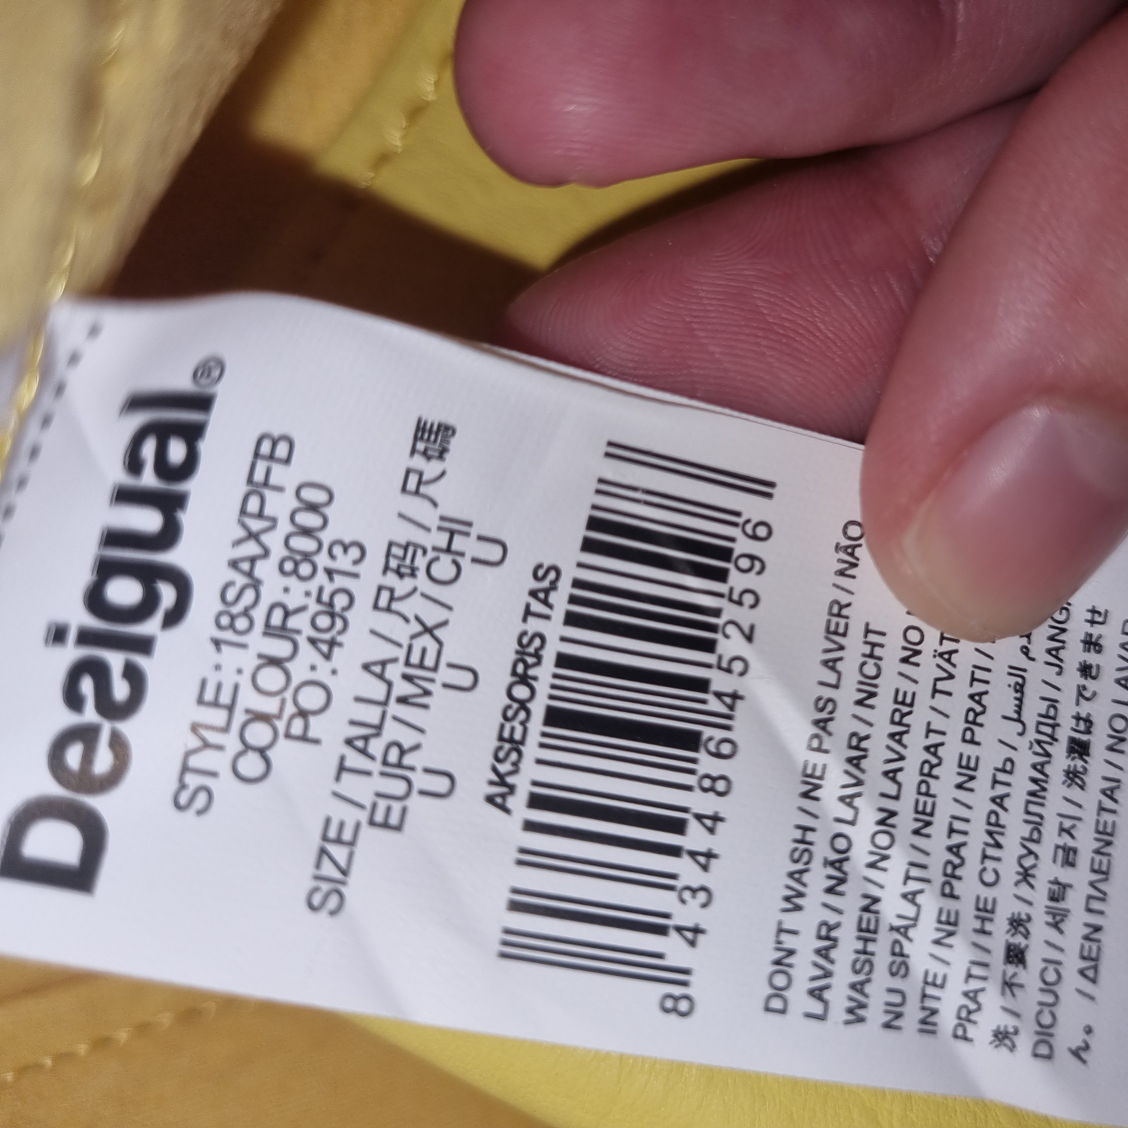 Desigual®
STYLE: 18SAXPFB
COLOUR: 8000
PO: 49513
SIZE / TALLA / 尺码 / 尺碼
EUR / MEX / CHI
U U U
AKSESORIS TAS
8 434486 452596
DON'T WASH / NE PAS LAVER / NÃO
LAVAR / NÃO LAVAR / NICHT
WASHEN / NON LAVARE / NO
NU SPĂLAȚI / NEPRAT / TVÄT
INTE / NE PRATI / NE PRATI /
PRATI / НЕ СТИРАТЬ / الغسل
洗 / 不要洗 / ЖУЫЛМАЙДЫ / JANG
DICUCI / 세탁 금지 / 洗濯はできませ
ん。 / ΔΕΝ ΠΛΕΝΕΤΑΙ / NO LAVAR